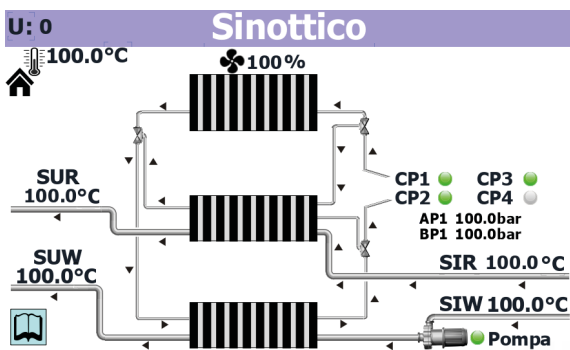 U: 0 Sinottico
100.0°C
100%
SUR
100.0°C
CP1 CP3
CP2 CP4
AP1 100.0bar
BP1 100.0bar
SUW
100.0°C
SIR 100.0°C
SIW 100.0°C
Pompa